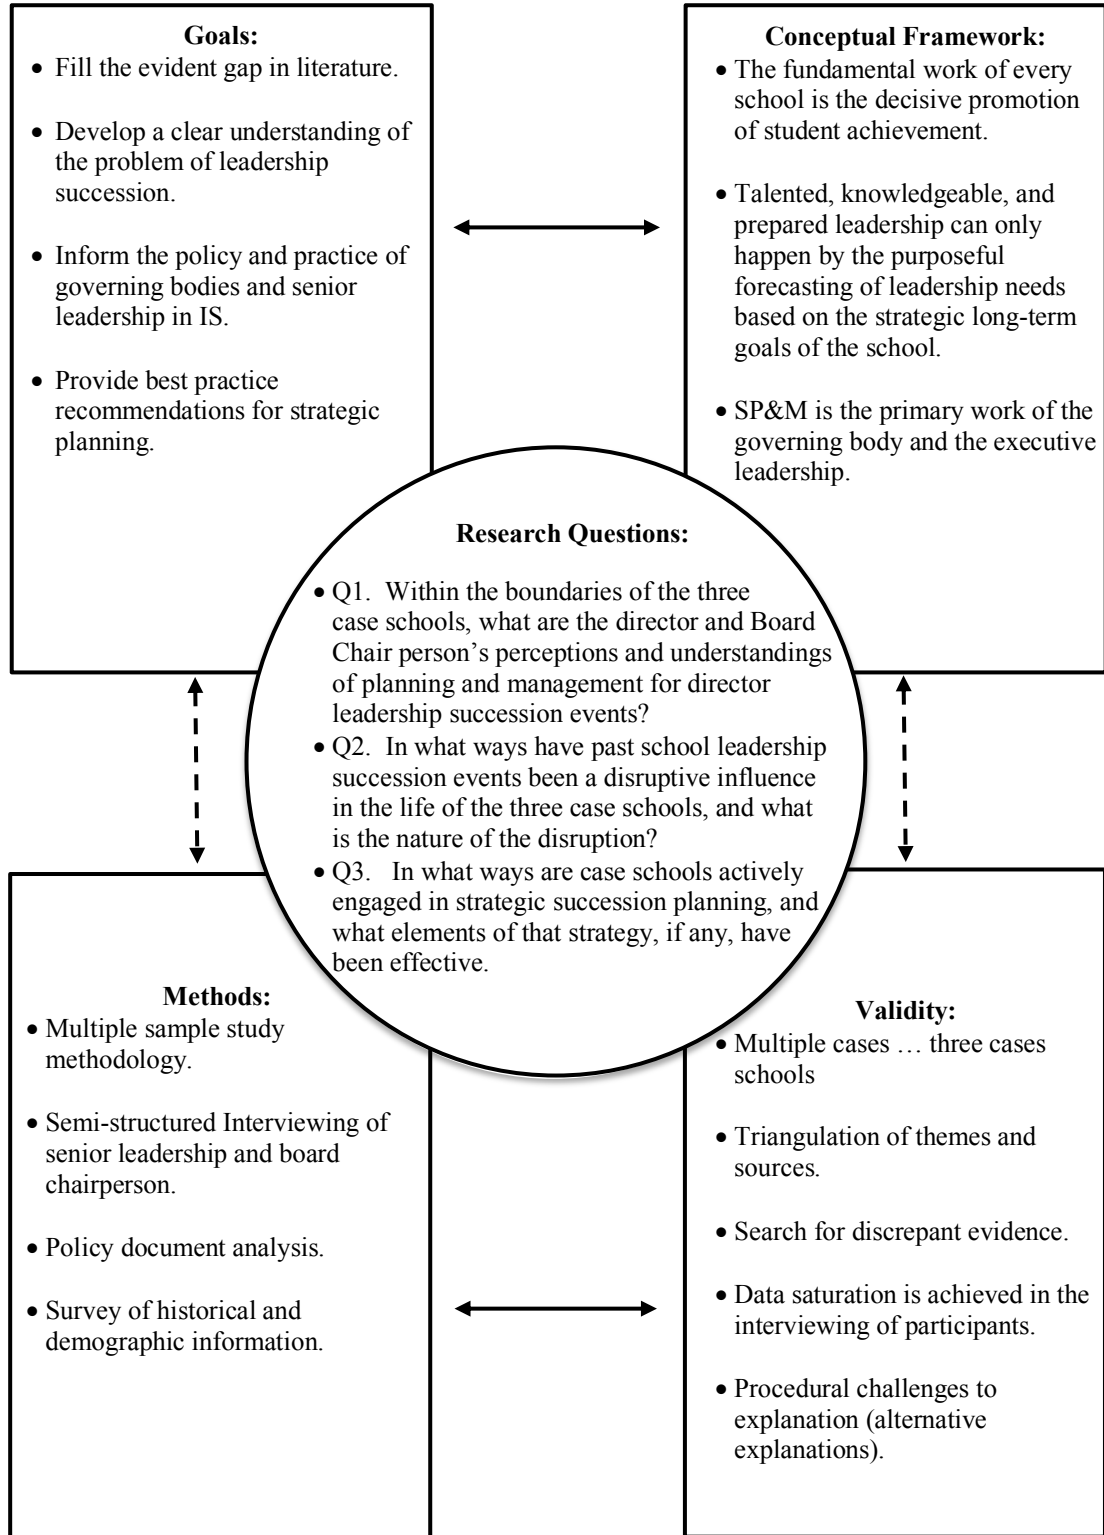 Goals:
• Fill the evident gap in literature.
• Develop a clear understanding of
the problem of leadership
succession.
• Inform the policy and practice of
governing bodies and senior
leadership in IS.
• Provide best practice
recommendations for strategic
planning.
Conceptual Framework:
• The fundamental work of every
school is the decisive promotion
of student achievement.
• Talented, knowledgeable, and
prepared leadership can only
happen by the purposeful
forecasting of leadership needs
based on the strategic long-term
goals of the school.
• SP&M is the primary work of the
governing body and the executive
leadership.
Research Questions:
• Q1.  Within the boundaries of the three
case schools, what are the director and Board
Chair person’s perceptions and understandings
of planning and management for director
leadership succession events?
• Q2.  In what ways have past school leadership
succession events been a disruptive influence
in the life of the three case schools, and what
is the nature of the disruption?
• Q3.   In what ways are case schools actively
engaged in strategic succession planning, and
what elements of that strategy, if any, have
been effective.
Methods:
• Multiple sample study
methodology.
• Semi-structured Interviewing of
senior leadership and board
chairperson.
• Policy document analysis.
• Survey of historical and
demographic information.
Validity:
• Multiple cases … three cases
schools
• Triangulation of themes and
sources.
• Search for discrepant evidence.
• Data saturation is achieved in the
interviewing of participants.
• Procedural challenges to
explanation (alternative
explanations).